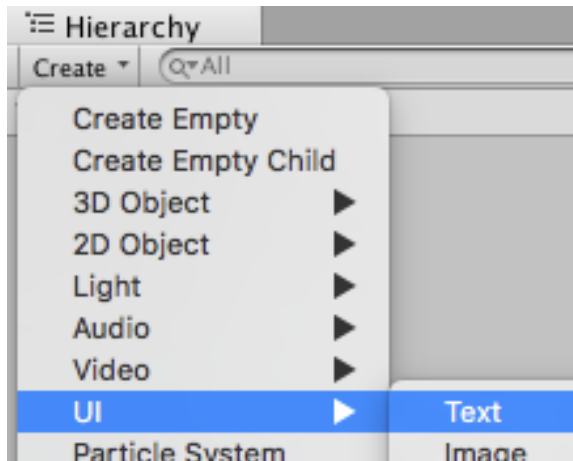 Hierarchy
Create All
Create Empty
Create Empty Child
3D Object
2D Object
Light
Audio
Video
UI Text
Particle System Image